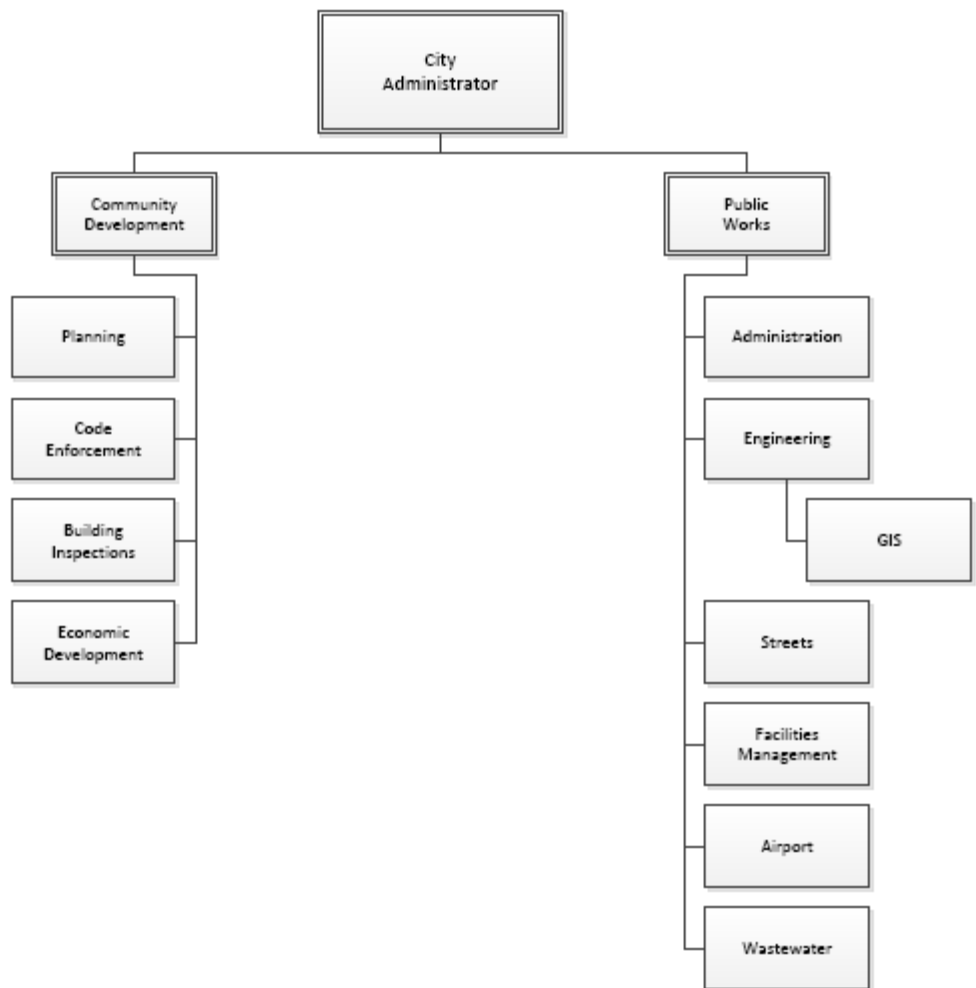 City
Administrator
Community
Development
Public
Works
Planning
Code
Enforcement
Building
Inspections
Economic
Development
Administration
Engineering
GIS
Streets
Facilities
Management
Airport
Wastewater